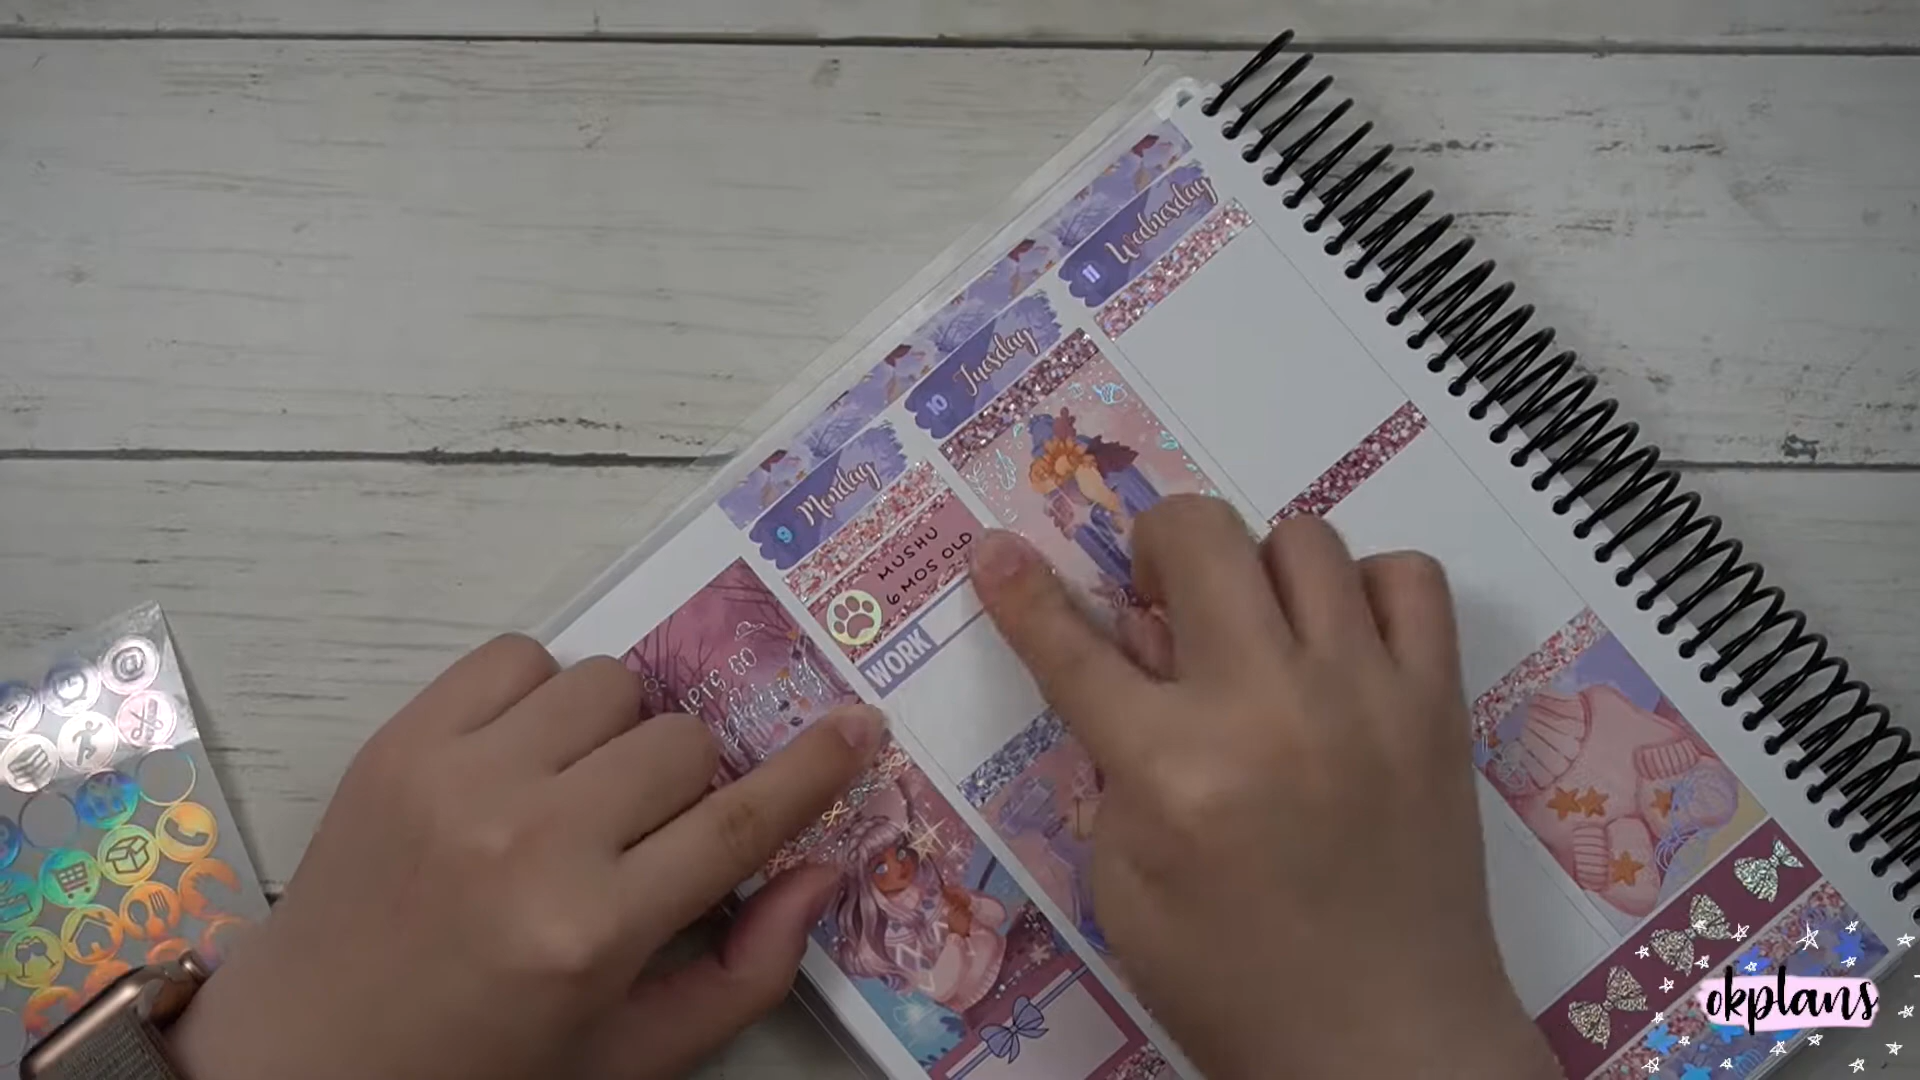 11 Wednesday
10 Tuesday
9 Monday
MUSHU
6 MOS OLD
WORK
okplans